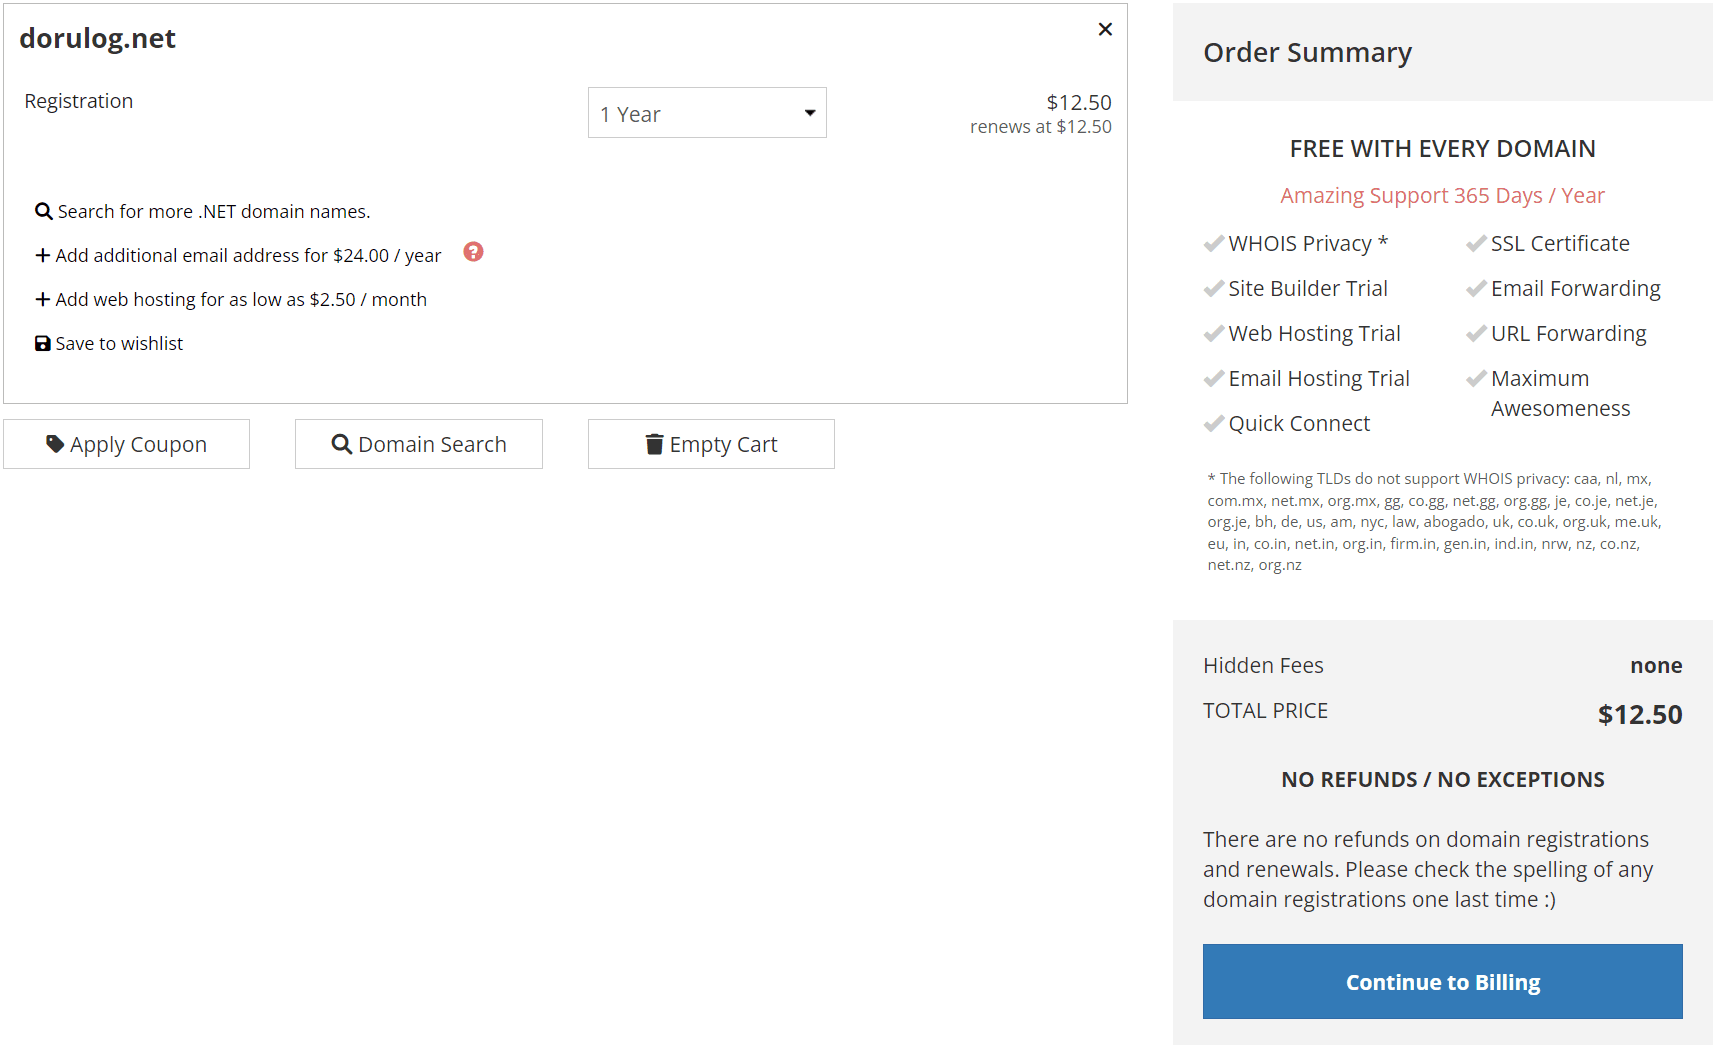 dorulog.net
Registration
1 Year
$12.50
renews at $12.50
Search for more .NET domain names.
Add additional email address for $24.00 / year
?
Add web hosting for as low as $2.50 / month
Save to wishlist
Apply Coupon
Domain Search
Empty Cart
Order Summary
FREE WITH EVERY DOMAIN
Amazing Support 365 Days / Year
WHOIS Privacy *
Site Builder Trial
Web Hosting Trial
Email Hosting Trial
Quick Connect
SSL Certificate
Email Forwarding
URL Forwarding
Maximum
Awesomeness
* The following TLDs do not support WHOIS privacy: caa, nl, mx,
com.mx, net.mx, org.mx, gg, co.gg, net.gg, org.gg, je, co.je, net.je,
org.je, bh, de, us, am, nyc, law, abogado, uk, co.uk, org.uk, me.uk,
eu, in, co.in, net.in, org.in, firm.in, gen.in, ind.in, nrw, nz, co.nz,
net.nz, org.nz
Hidden Fees none
TOTAL PRICE $12.50
NO REFUNDS / NO EXCEPTIONS
There are no refunds on domain registrations
and renewals. Please check the spelling of any
domain registrations one last time :)
Continue to Billing